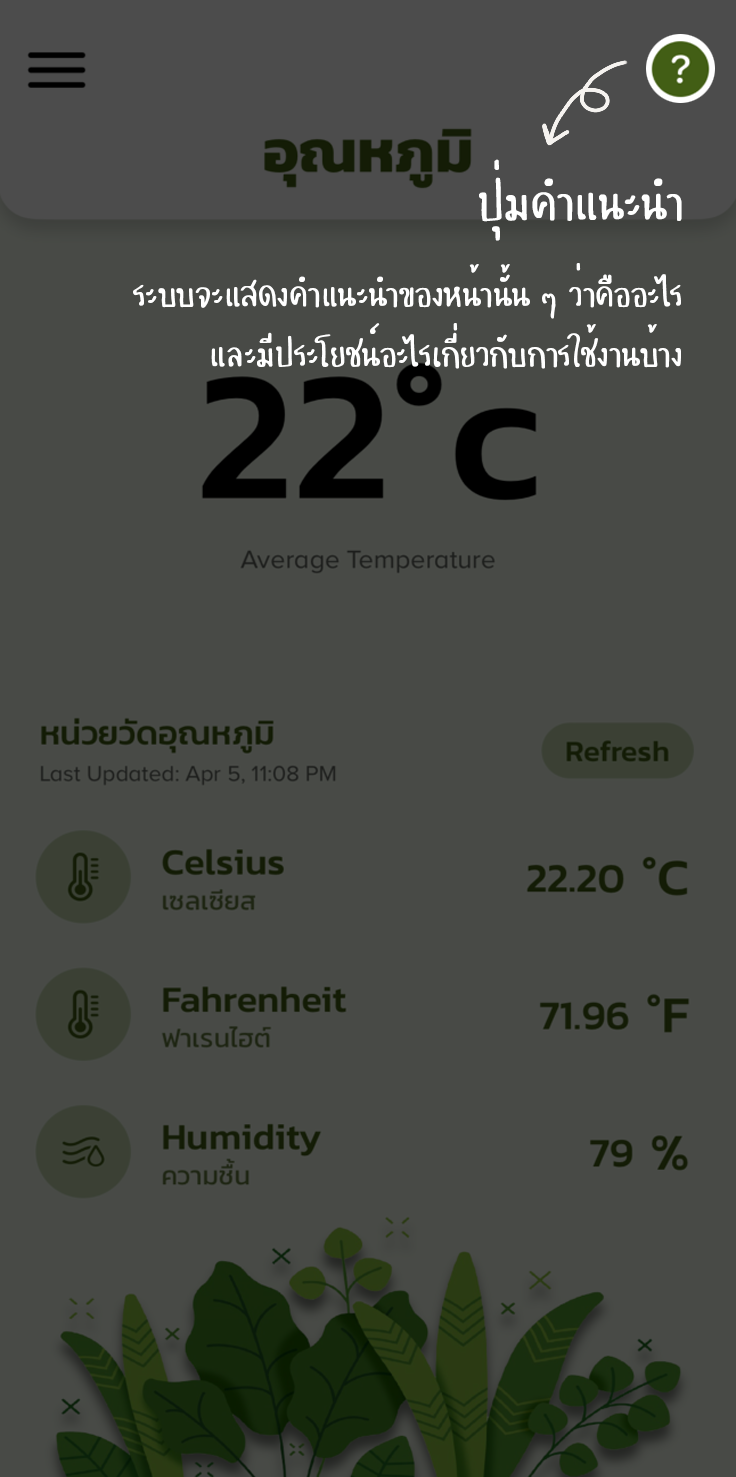 ?
อุณหภูมิ
ปุ่มคำแนะนำ
ระบบจะแสดงคำแนะนำของหน้านั้น ๆ ว่าคืออะไร
และมีประโยชน์อะไรเกี่ยวกับการใช้งานบ้าง
22°c
Average Temperature
หน่วยวัดอุณหภูมิ
Refresh
Last Updated: Apr 5, 11:08 PM
Celsius
22.20 °C
เซลเซียส
Fahrenheit
71.96 °F
ฟาเรนไฮต์
Humidity
79 %
ความชื้น